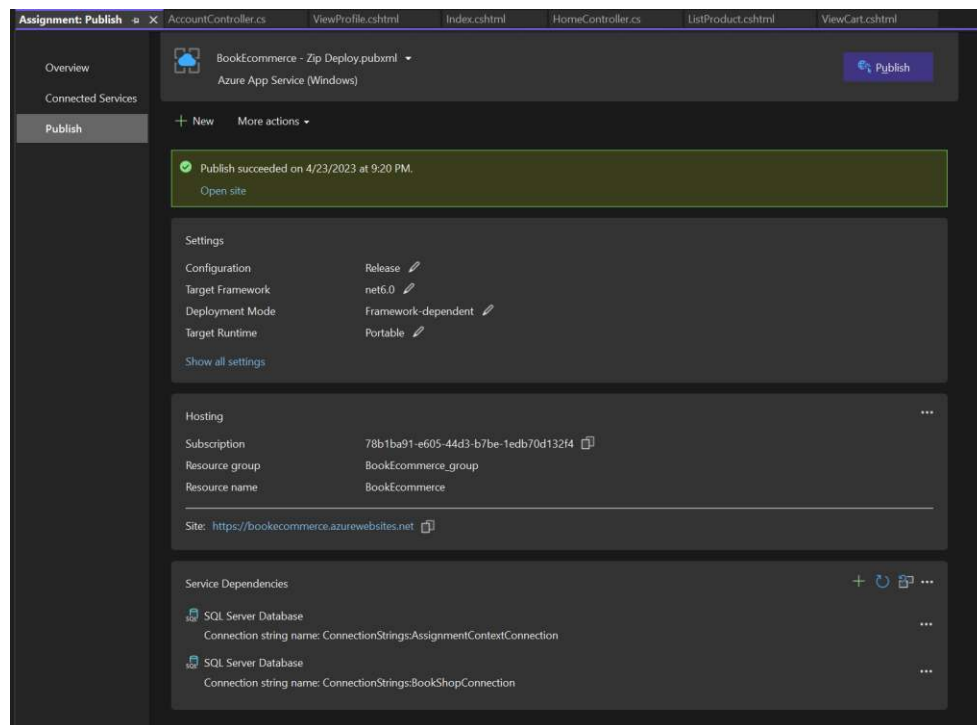 Assignment: Publish
AccountController.cs
ViewProfile.cshtml
Index.cshtml
HomeController.cs
ListProduct.cshtml
ViewCart.cshtml
Overview
Connected Services
Publish
BookEcommerce - Zip Deploy.pubxml
Azure App Service (Windows)
Publish
New
More actions
Publish succeeded on 4/23/2023 at 9:20 PM.
Open site
Settings
Configuration Release
Target Framework net6.0
Deployment Mode Framework-dependent
Target Runtime Portable
Show all settings
Hosting
Subscription 78b1ba91-e605-44d3-b7be-1edb70d132f4
Resource group BookEcommerce_group
Resource name BookEcommerce
Site: https://bookecommerce.azurewebsites.net
Service Dependencies
SQL Server Database
Connection string name: ConnectionStrings:AssignmentContextConnection
SQL Server Database
Connection string name: ConnectionStrings:BookShopConnection